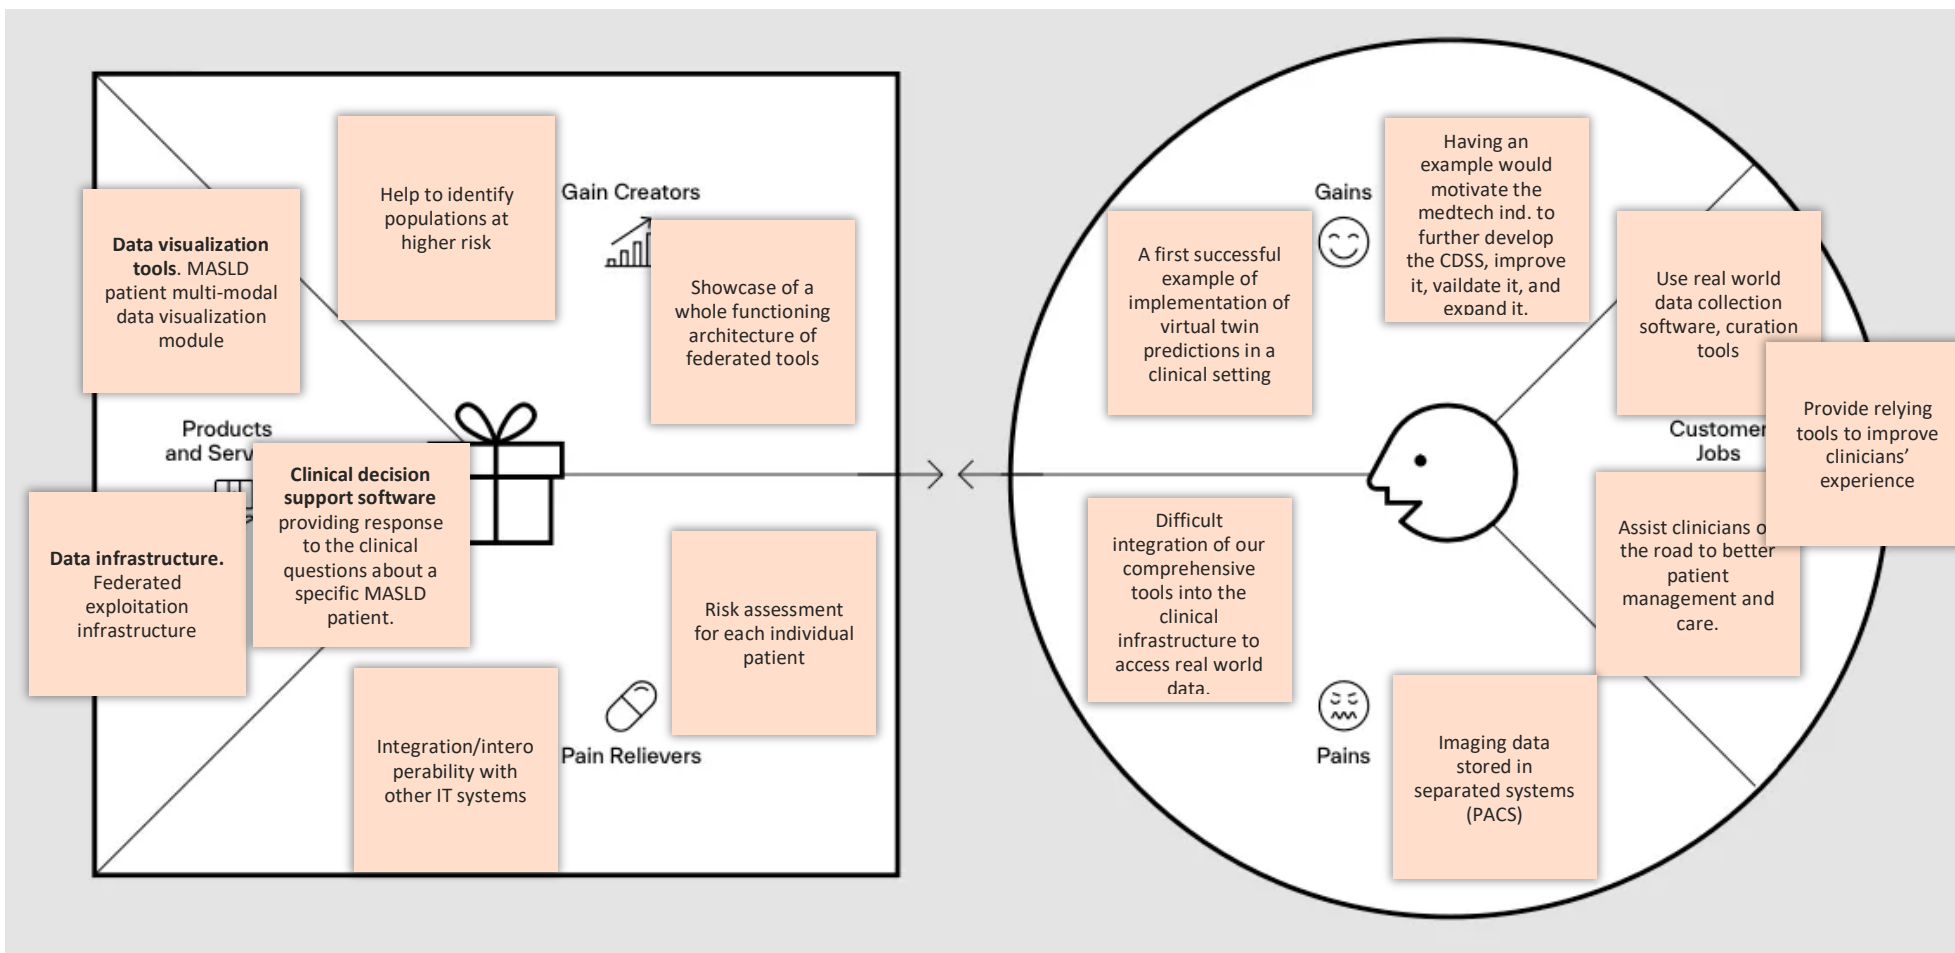 Data visualization
tools. MASLD
patient multi-modal
data visualization
module
Help to identify
populations at
higher risk
Gain Creators
Showcase of a
whole functioning
architecture of
federated tools
Products
and Serv
Clinical decision
support software
providing response
to the clinical
questions about a
specific MASLD
patient.
Data infrastructure.
Federated
exploitation
infrastructure
Integration/intero
perability with
other IT systems
Pain Relievers
Risk assessment
for each individual
patient
Gains
A first successful
example of
implementation of
virtual twin
predictions in a
clinical setting
Having an
example would
motivate the
medtech ind. to
further develop
the CDSS, improve
it, vaildate it, and
expand it.
Use real world
data collection
software, curation
tools
Provide relying
tools to improve
clinicians’
experience
Customer
Jobs
Assist clinicians o
the road to better
patient
management and
care.
Difficult
integration of our
comprehensive
tools into the
clinical
infrastructure to
access real world
data.
Pains
Imaging data
stored in
separated systems
(PACS)